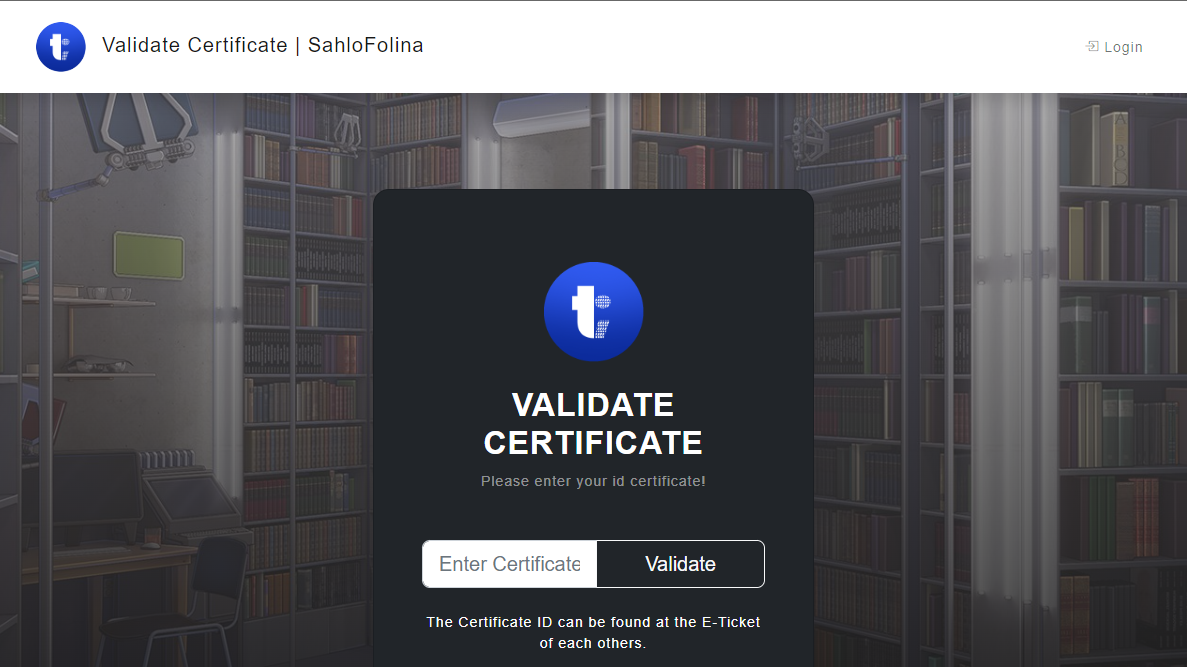 Validate Certificate | SahloFolina
Login
VALIDATE
CERTIFICATE
Please enter your id certificate!
Enter Certificate
Validate
The Certificate ID can be found at the E-Ticket
of each others.